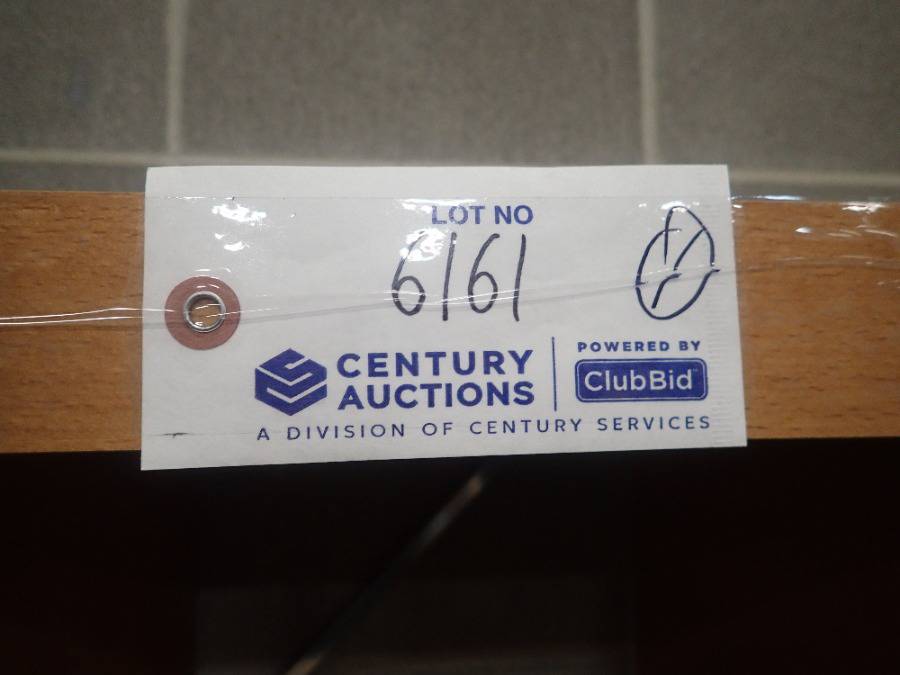 LOT NO
6161
CENTURY
AUCTIONS
POWERED BY
ClubBid
A DIVISION OF CENTURY SERVICES